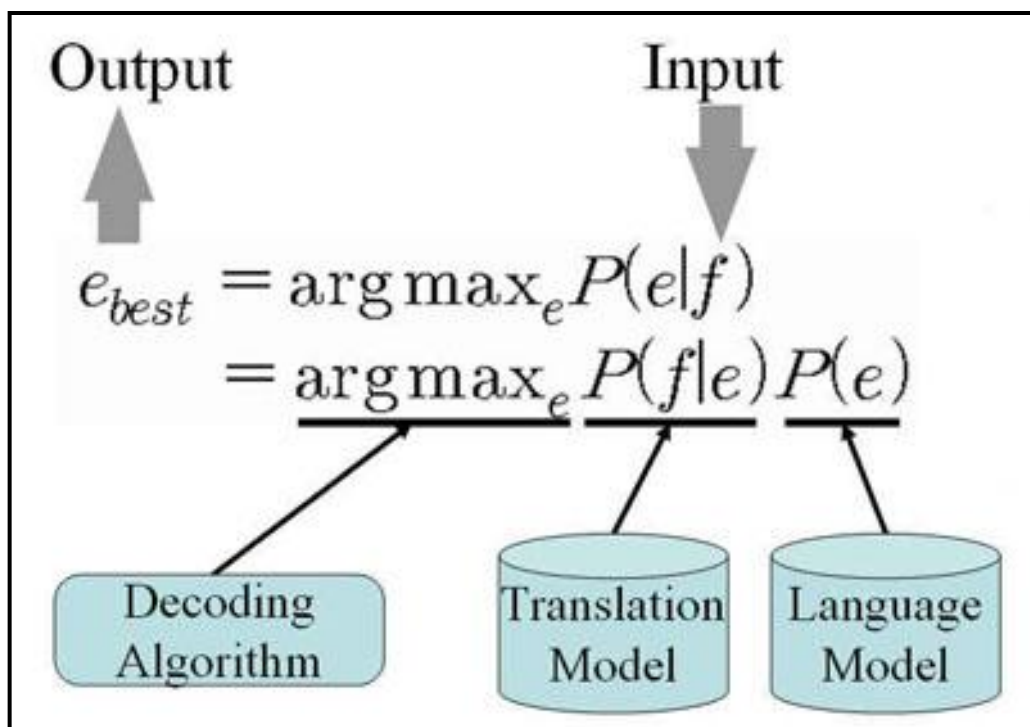 Output Input
e_best = arg max_e P(e|f)
= arg max_e P(f|e) P(e)
Decoding Algorithm
Translation Model
Language Model